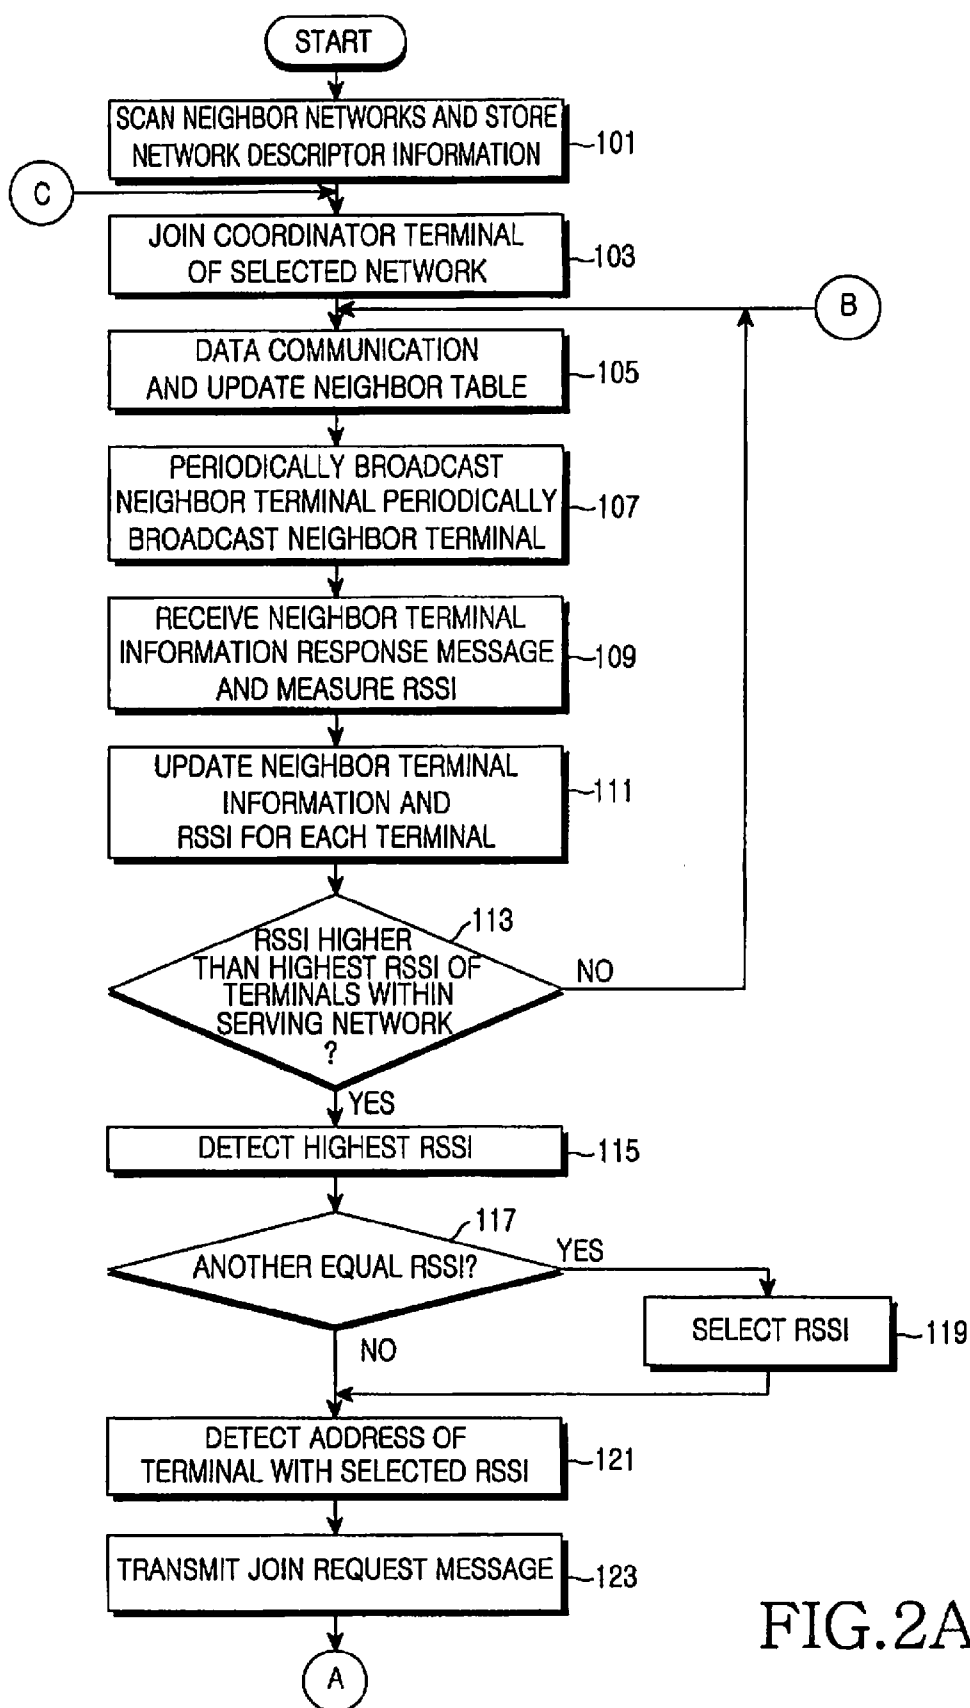 START
SCAN NEIGHBOR NETWORKS AND STORE
NETWORK DESCRIPTOR INFORMATION
101
C
JOIN COORDINATOR TERMINAL
OF SELECTED NETWORK
103
B
DATA COMMUNICATION
AND UPDATE NEIGHBOR TABLE
105
PERIODICALLY BROADCAST
NEIGHBOR TERMINAL PERIODICALLY
BROADCAST NEIGHBOR TERMINAL
107
RECEIVE NEIGHBOR TERMINAL
INFORMATION RESPONSE MESSAGE
AND MEASURE RSSI
109
UPDATE NEIGHBOR TERMINAL
INFORMATION AND
RSSI FOR EACH TERMINAL
111
113
RSSI HIGHER
THAN HIGHEST RSSI OF
TERMINALS WITHIN
SERVING NETWORK
?
NO
YES
DETECT HIGHEST RSSI
115
117
ANOTHER EQUAL RSSI?
YES
SELECT RSSI
119
NO
DETECT ADDRESS OF
TERMINAL WITH SELECTED RSSI
121
TRANSMIT JOIN REQUEST MESSAGE
123
A
FIG.2A